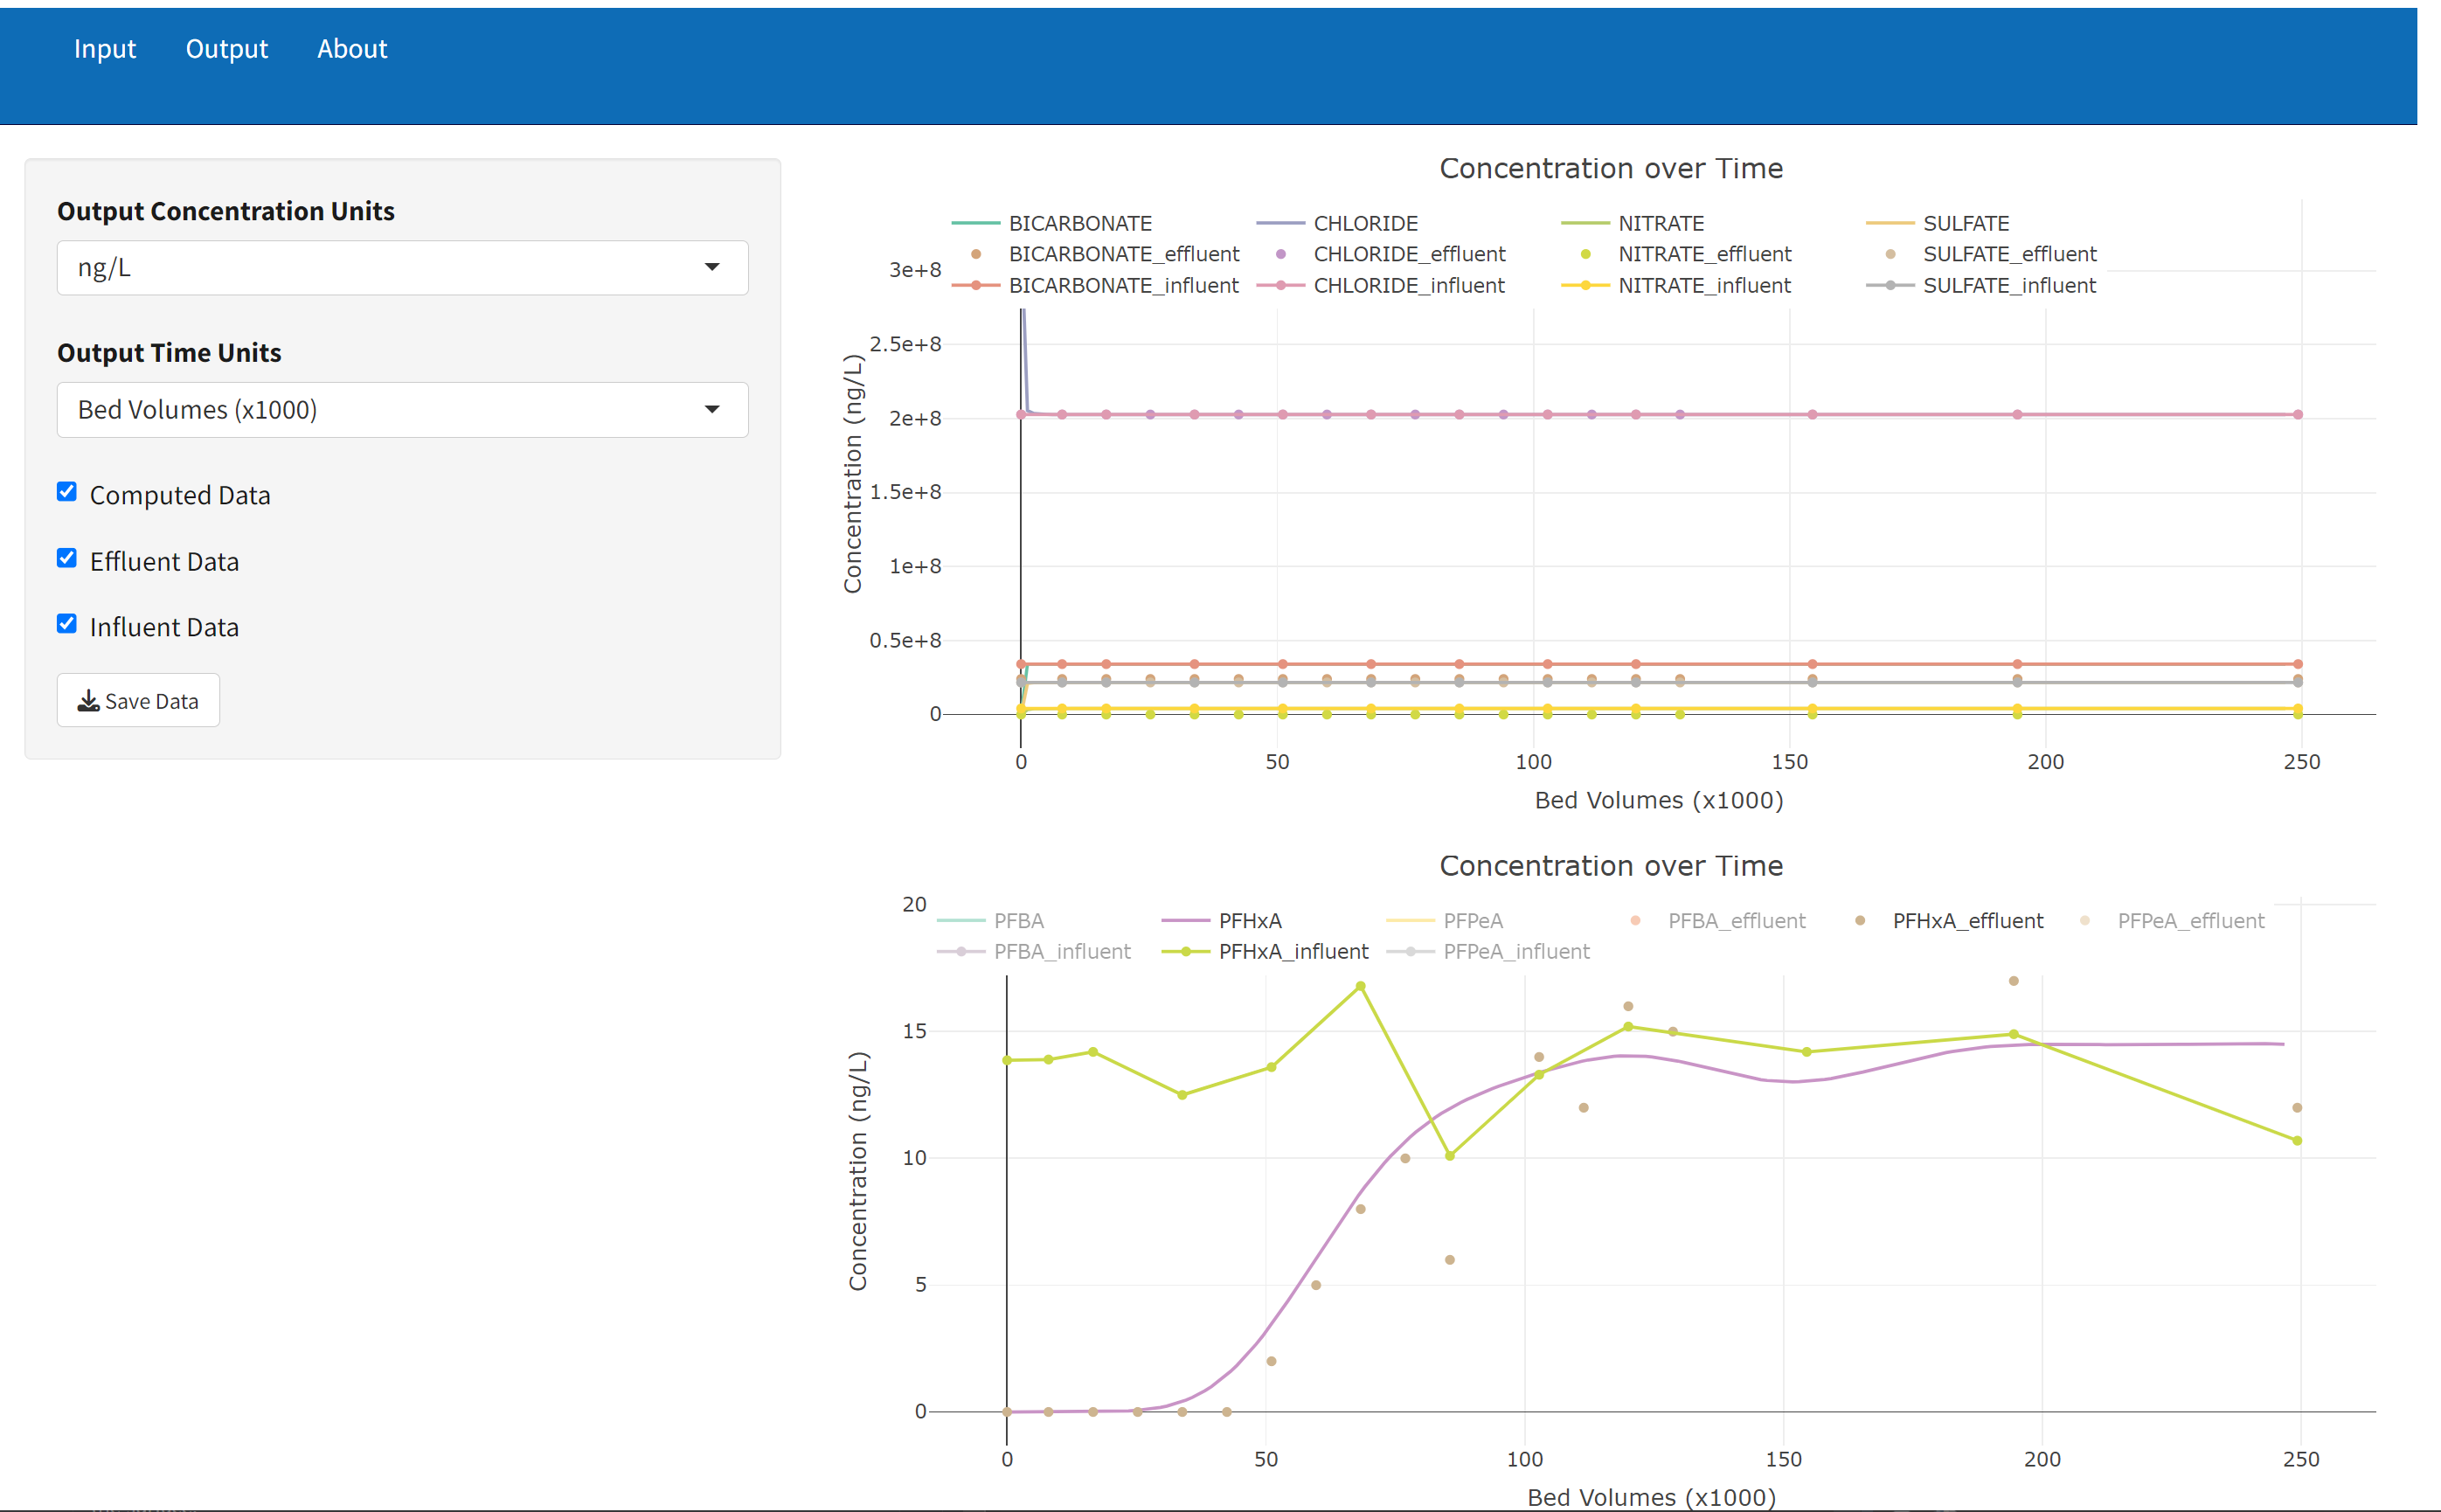 Input Output About
Output Concentration Units
ng/L
Output Time Units
Bed Volumes (x1000)
Computed Data
Effluent Data
Influent Data
Save Data
Concentration over Time
BICARBONATE CHLORIDE NITRATE SULFATE
BICARBONATE_effluent CHLORIDE_effluent NITRATE_effluent SULFATE_effluent
BICARBONATE_influent CHLORIDE_influent NITRATE_influent SULFATE_influent
3e+8
2.5e+8
2e+8
1.5e+8
1e+8
0.5e+8
0
Concentration (ng/L)
0 50 100 150 200 250
Bed Volumes (x1000)
Concentration over Time
PFBA PFHxA PFPeA PFBA_effluent PFHxA_effluent PFPeA_effluent
PFBA_influent PFHxA_influent PFPeA_influent
20
15
10
5
0
Concentration (ng/L)
0 50 100 150 200 250
Bed Volumes (x1000)